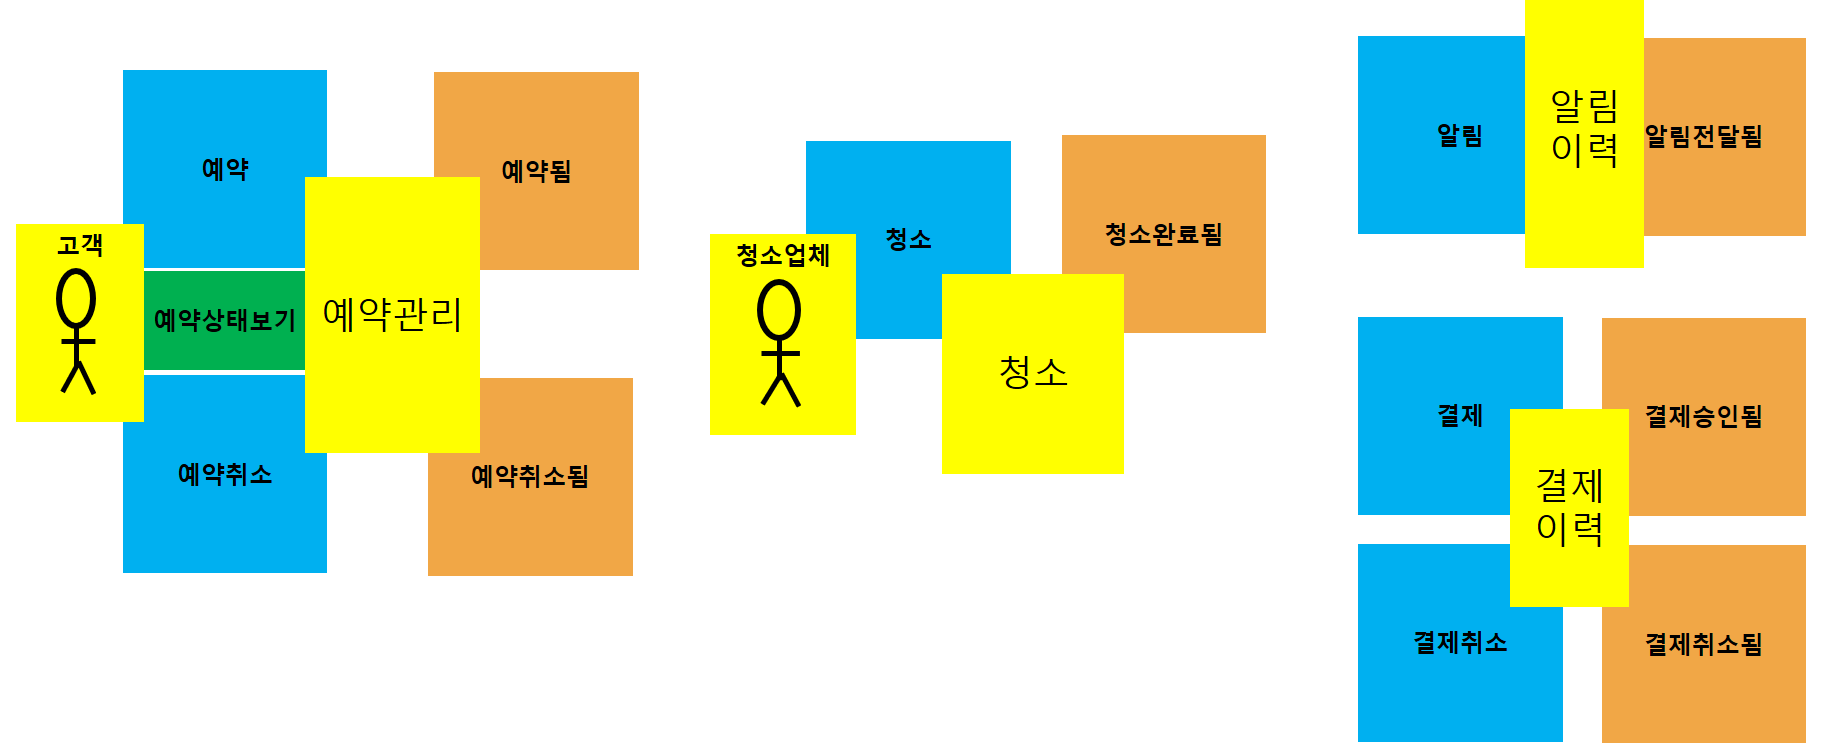 예약
예약됨
고객
예약상태보기
예약관리
예약취소
예약취소됨
청소
청소완료됨
청소업체
청소
알림
알림
이력
알림전달됨
결제
결제승인됨
결제
이력
결제취소
결제취소됨